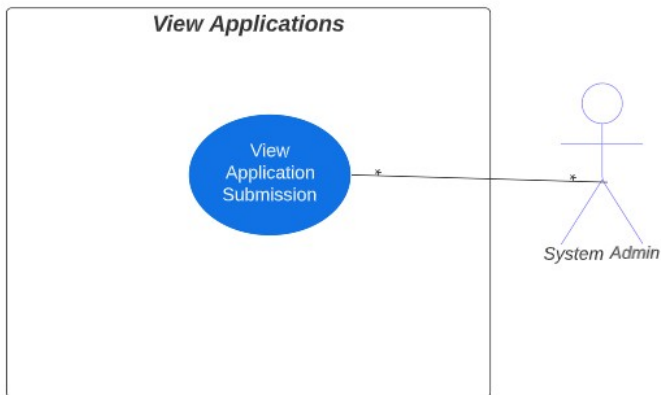 View Applications
View
Application
Submission
*
*
System Admin